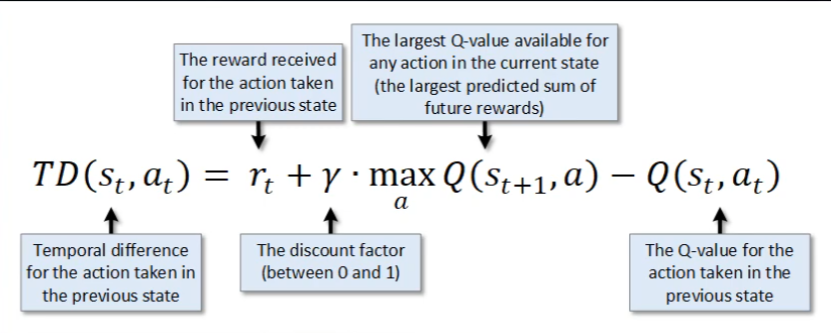 The largest Q-value available for
any action in the current state
(the largest predicted sum of
future rewards)
The reward received
for the action taken
in the previous state
TD(s_t, a_t) = r_t + γ · max_a Q(s_{t+1}, a) − Q(s_t, a_t)
Temporal difference
for the action taken in
the previous state
The discount factor
(between 0 and 1)
The Q-value for the
action taken in the
previous state